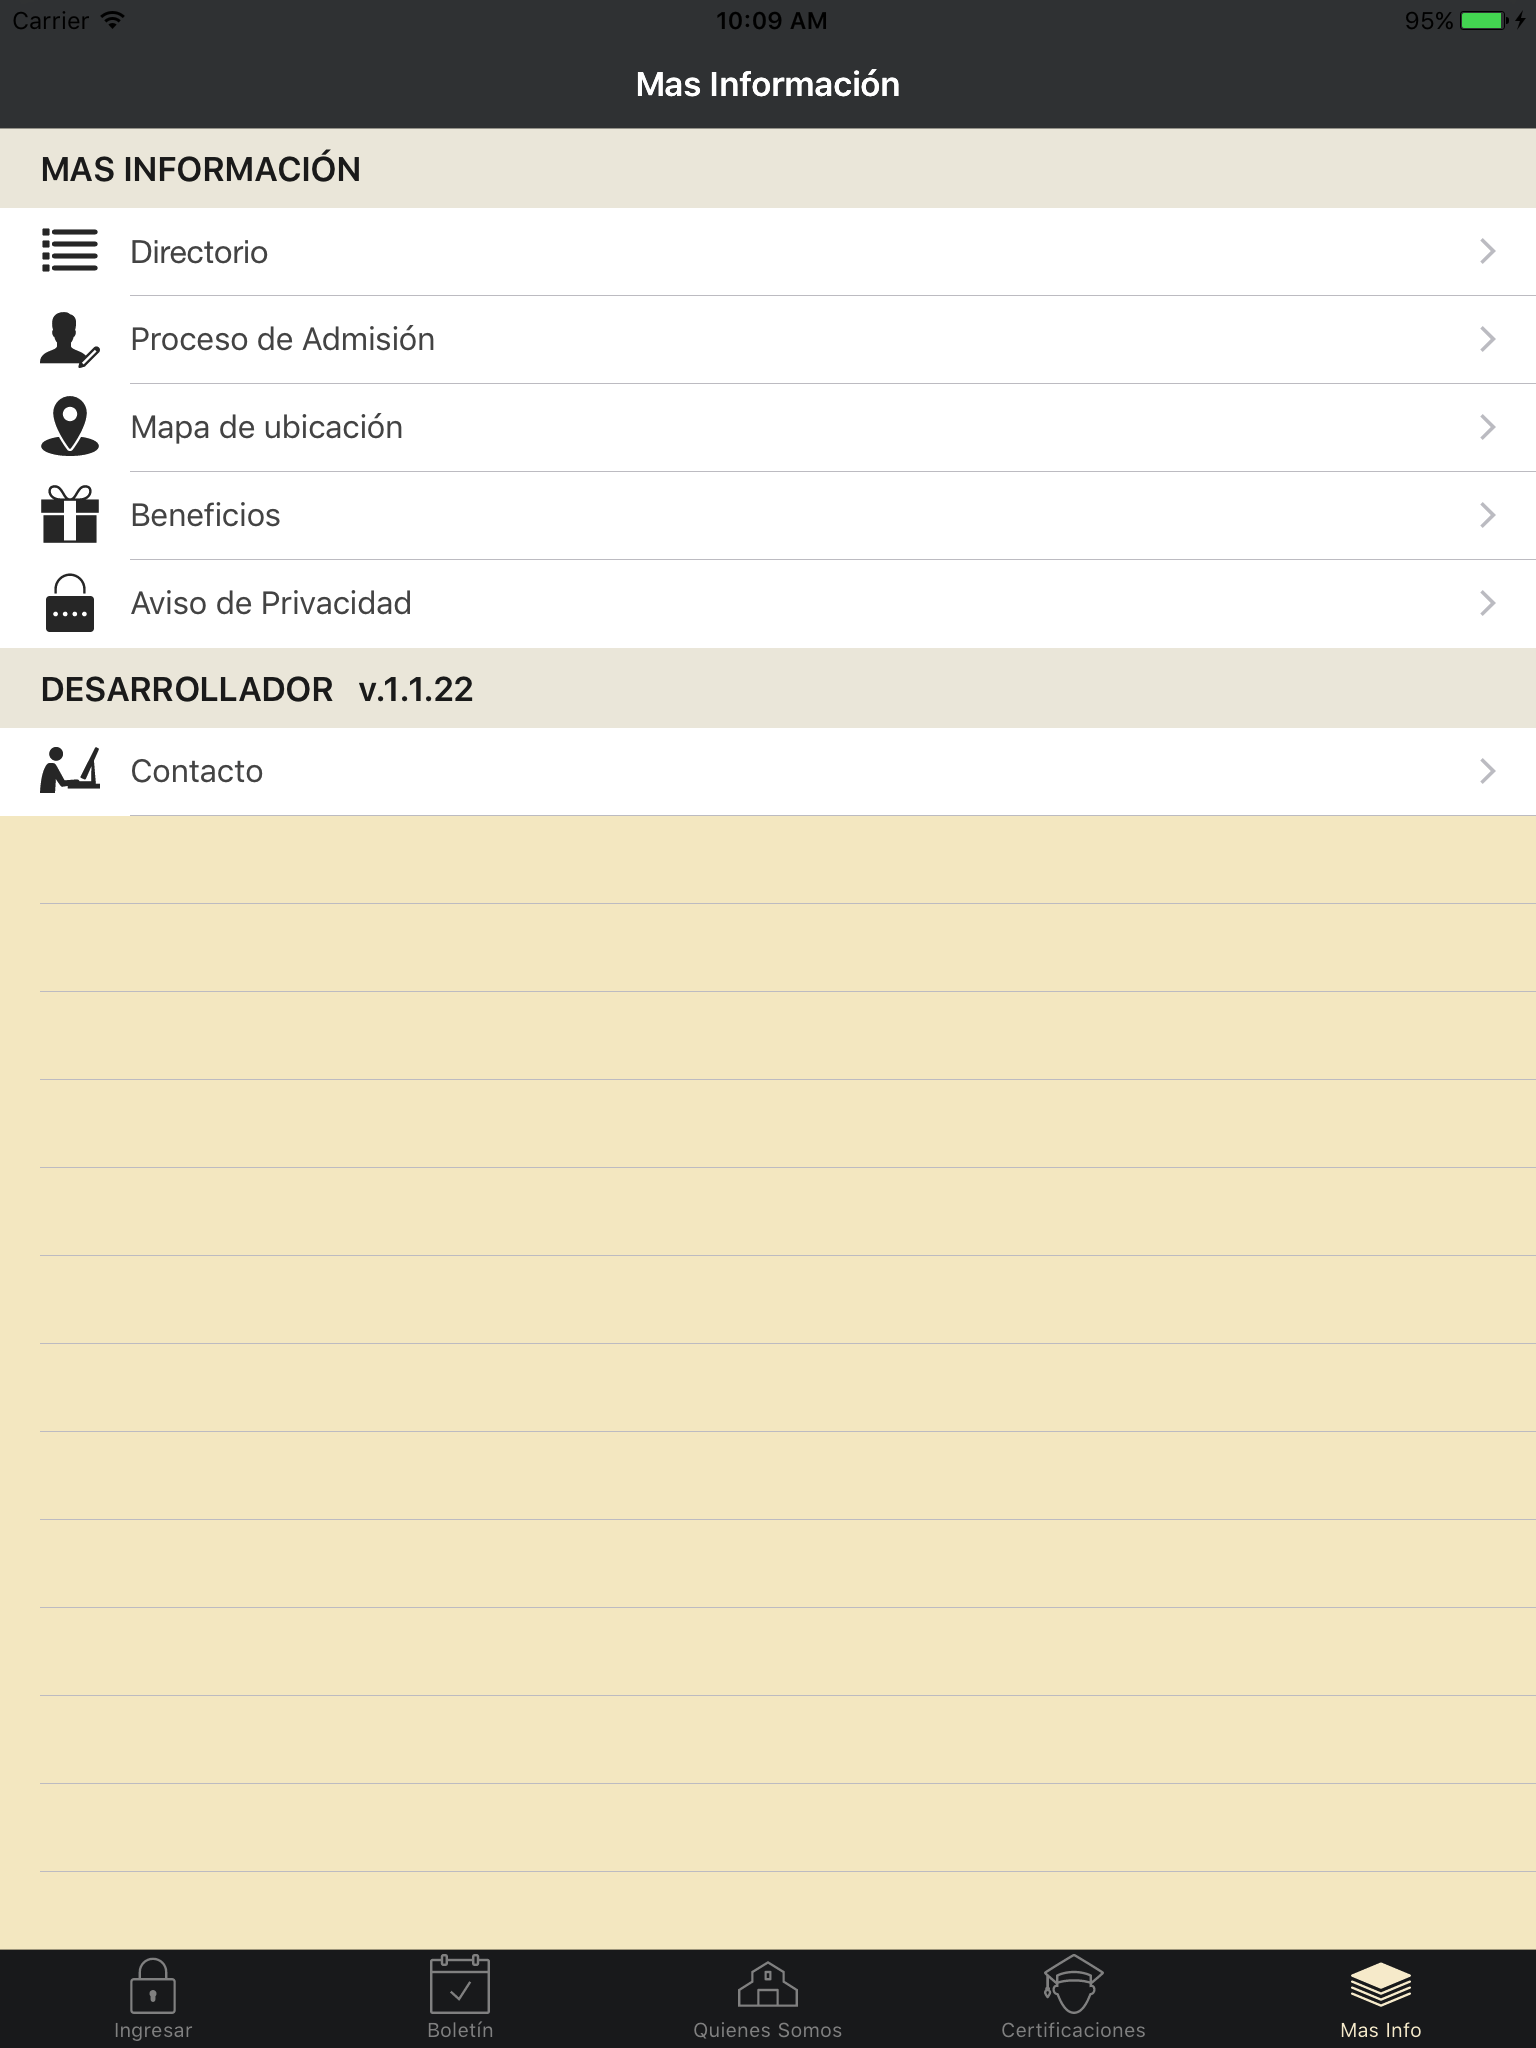 Carrier 10:09 AM 95%
Mas Información
MAS INFORMACIÓN
Directorio
Proceso de Admisión
Mapa de ubicación
Beneficios
Aviso de Privacidad
DESARROLLADOR v.1.1.22
Contacto
Ingresar Boletín Quienes Somos Certificaciones Mas Info